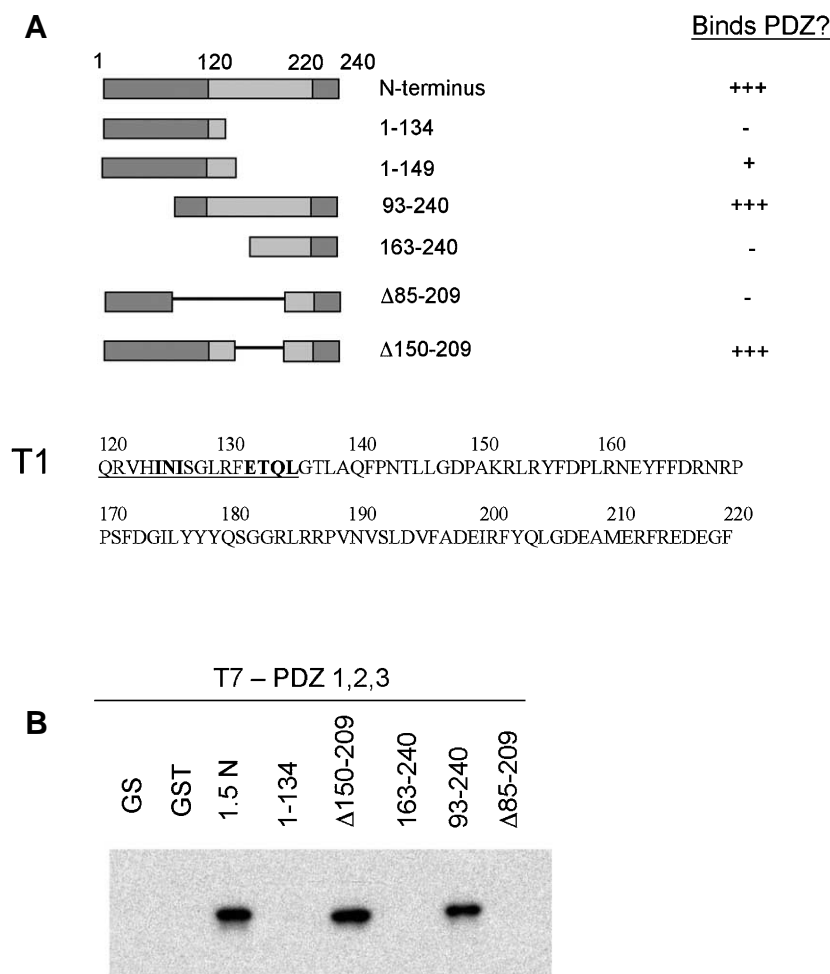 A
Binds PDZ?
1 120 220 240
N-terminus +++
1-134 -
1-149 +
93-240 +++
163-240 -
Δ85-209 -
Δ150-209 +++
T1
120 130 140 150 160
QRVHINISGLRFETQLGTLAQFPNTLLGDPAKRLRYFDPLRNEYFFDRNRP
170 180 190 200 210 220
PSFDGILYYYQSGGRLRRPVNVSLDVFADEIRFYQLGDEAMERFREDEGF
T7 – PDZ 1,2,3
B
GS GST 1.5 N 1-134 Δ150-209 163-240 93-240 Δ85-209